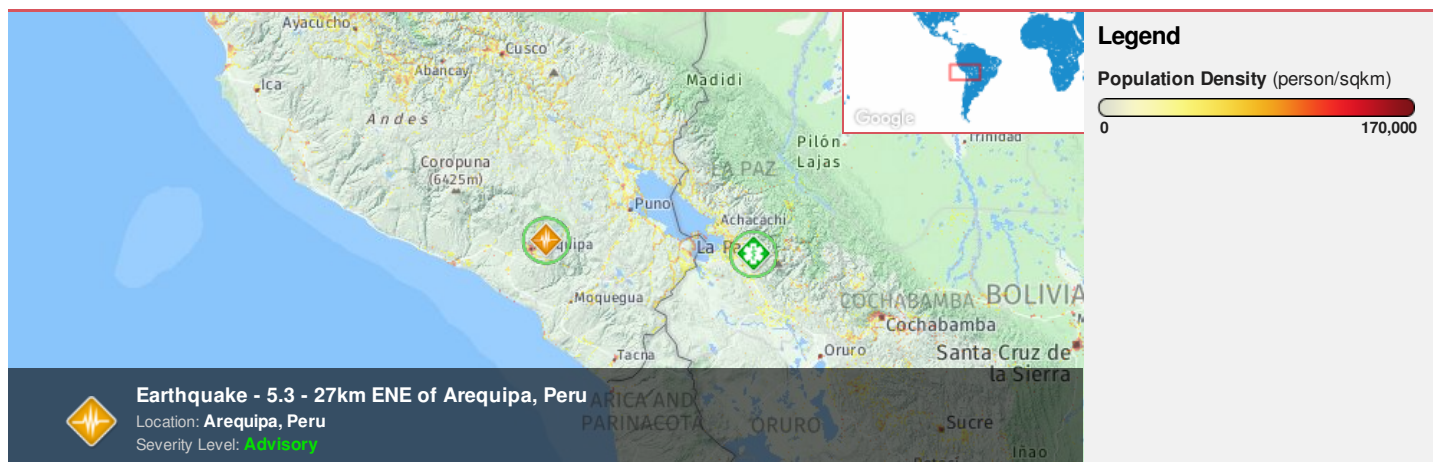 Ayacucho
Cusco
Abancay
Ica
Madidi
Andes
Google
Trinidad
Pilón
Lajas
Coropuna
(6425m)
LA PAZ
Puno
Achacachi
quipa
La Pa
Moquegua
COCHABAMBA
BOLIVIA
Cochabamba
Tacna
Oruro
Santa Cruz de
la Sierra
Earthquake - 5.3 - 27km ENE of Arequipa, Peru
Location: Arequipa, Peru
Severity Level: Advisory
ARICA AND
PARINACOTA
ORURO
Sucre
Iñao
Legend
Population Density (person/sqkm)
0 170,000